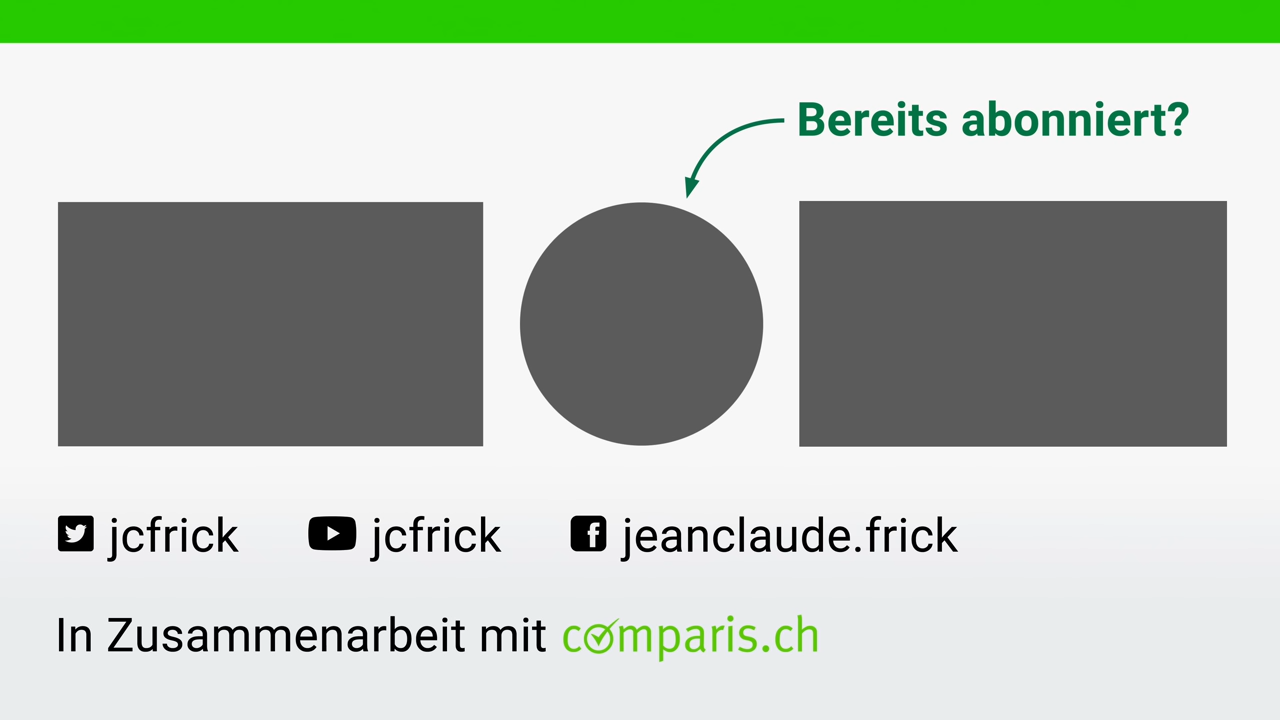 Bereits abonniert?
jcfrick jcfrick jeanclaude.frick
In Zusammenarbeit mit comparis.ch